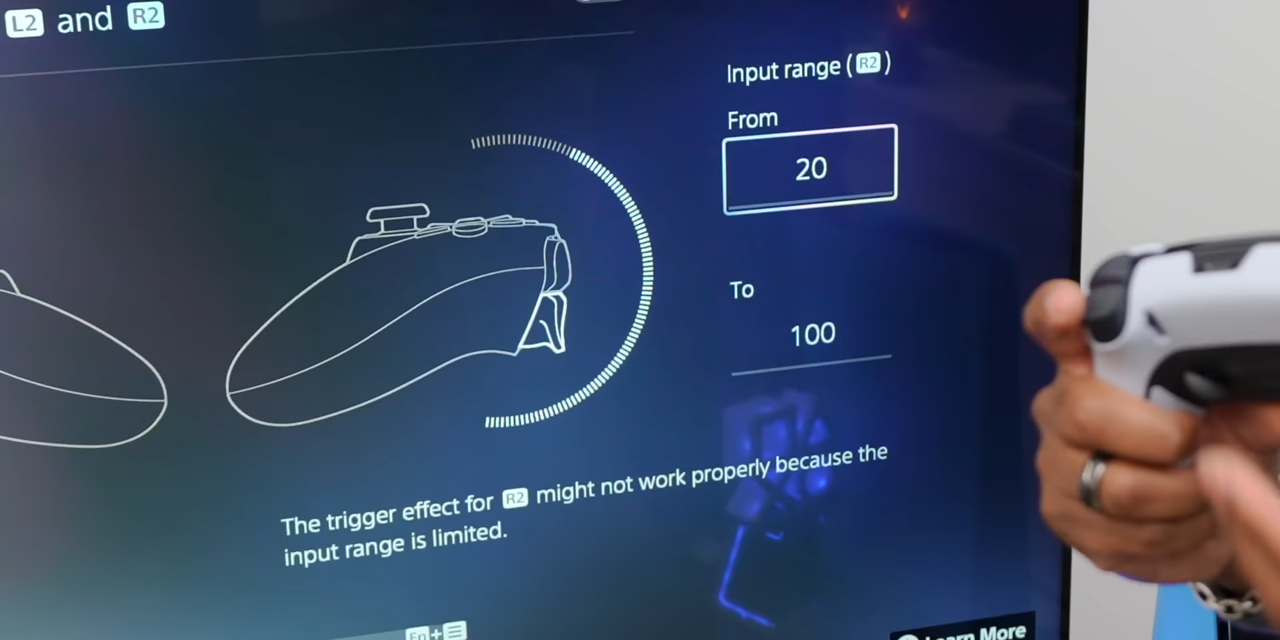 L2 and R2
Input range (R2)
From
20
To
100
The trigger effect for R2 might not work properly because the
input range is limited.
Fn+
Learn More